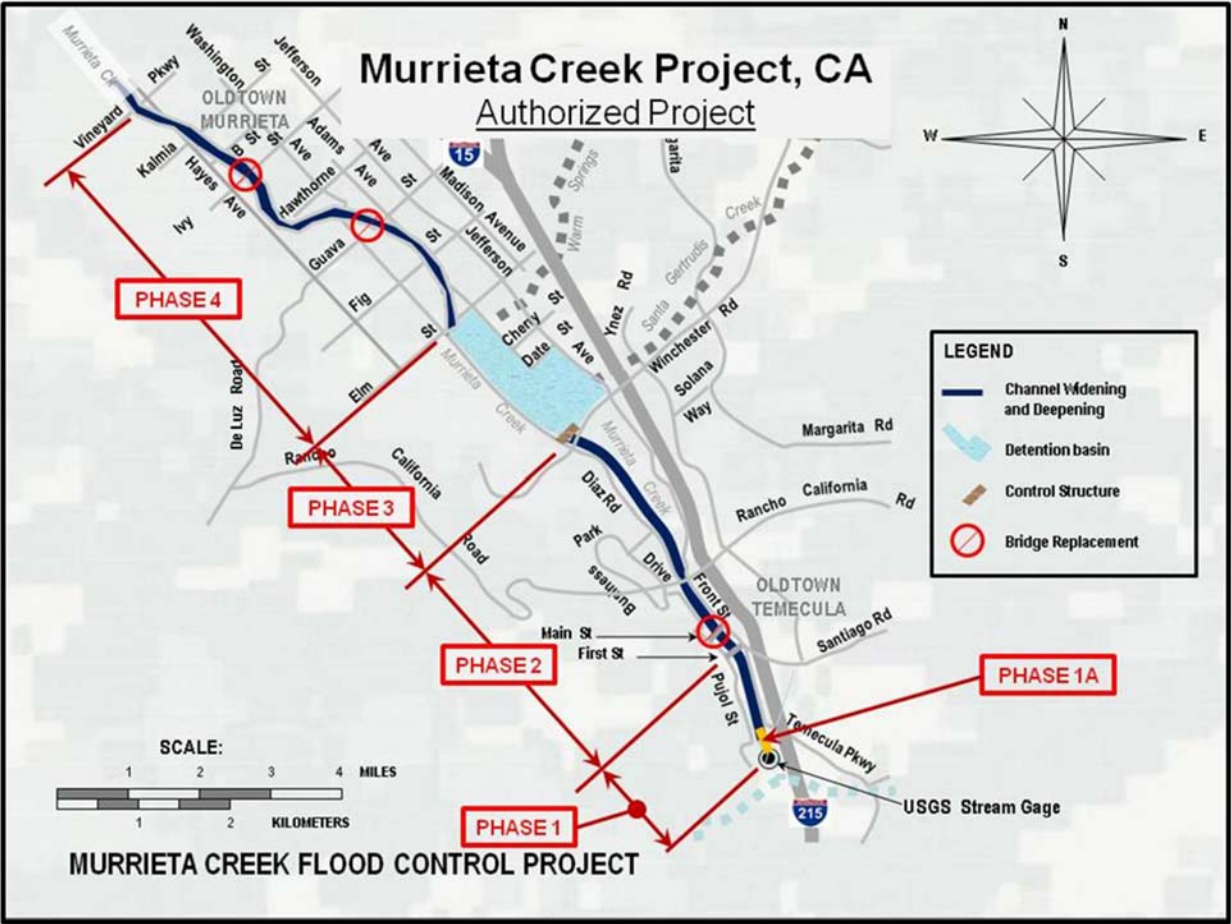 Murrieta Creek Project, CA
Authorized Project
N
W
E
S
Murrieta Ck
Pkwy
Vineyard
Washington
St
Jefferson
OLDTOWN
MURRIETA
B St
St
Ave
Adams
Ave
Kalmia
Hayes
Ave
Ivy
Hawthorne
Ave
St
Madison Avenue
Jefferson
St
Guava
Fig
St
Elm
15
Warm
Springs
garita
Santa
Gertrudis
Creek
Ynez Rd
Winchester Rd
Solana
Way
Cherry St
Date St
Ave
Murrieta
Creek
Margarita Rd
De Luz Road
Rancho
California
Road
Diaz Rd
Murrieta
Creek
Rancho California Rd
Park
Drive
Business
Front St
OLDTOWN
TEMECULA
Main St
First St
Santiago Rd
Pujol St
Temecula Pkwy
USGS Stream Gage
215
PHASE 4
PHASE 3
PHASE 2
PHASE 1
PHASE 1A
LEGEND
Channel Widening
and Deepening
Detention basin
Control Structure
Bridge Replacement
SCALE:
1 2 3 4 MILES
1 2 KILOMETERS
MURRIETA CREEK FLOOD CONTROL PROJECT